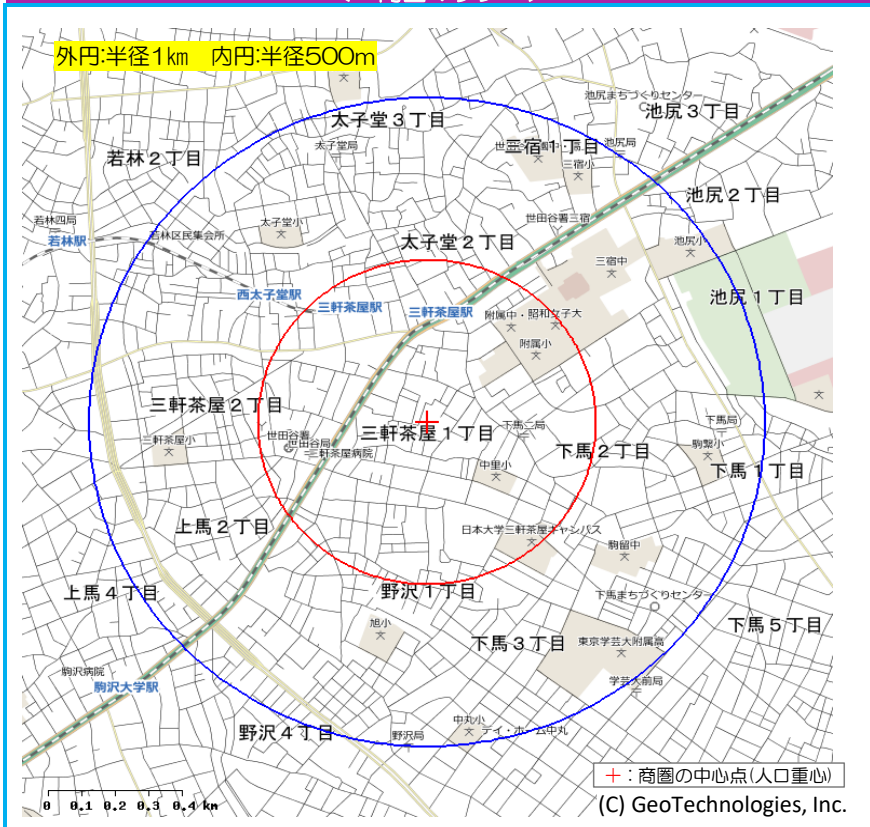 外円:半径1km　内円:半径500m
池尻まちづくりセンター
池尻3丁目
太子堂3丁目
太子堂局
池尻局
三宿小
若林2丁目
池尻2丁目
若林四局
若林駅
若林区民集会所
太子堂小
世田谷署三宿
太子堂2丁目
池尻小
三宿中
西太子堂駅
三軒茶屋駅
三軒茶屋駅
池尻1丁目
附属中・昭和女子大
附属小
三軒茶屋2丁目
三軒茶屋1丁目
三軒茶屋小
世田谷署
世田谷局
三軒茶屋病院
下馬二局
下馬局
中里小
下馬2丁目
駒繋小
下馬1丁目
上馬2丁目
日本大学三軒茶屋キャンパス
駒留中
上馬4丁目
野沢1丁目
下馬まちづくりセンター
旭小
下馬5丁目
下馬3丁目
東京学芸大附属高
駒沢病院
駒沢大学駅
学芸大前局
野沢4丁目
野沢局
中丸小
デイ・ホーム中丸
+：商圏の中心点(人口重心)
0 0.1 0.2 0.3 0.4 km
(C) GeoTechnologies, Inc.